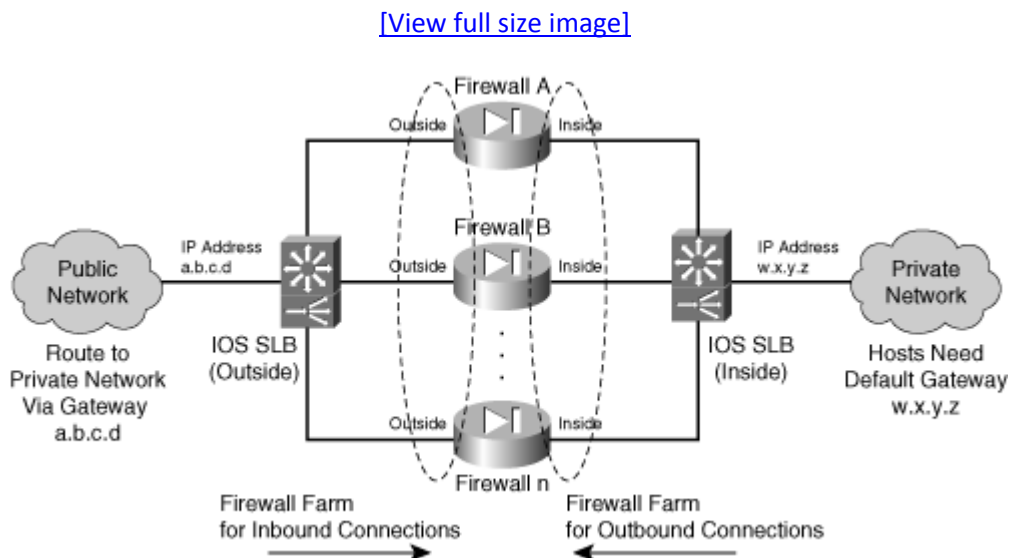 [View full size image]
Firewall A
Outside
Inside
Firewall B
IP Address
a.b.c.d
Outside
Inside
IP Address
w.x.y.z
Public
Network
Private
Network
IOS SLB
(Outside)
IOS SLB
(Inside)
Route to
Private Network
Via Gateway
a.b.c.d
Hosts Need
Default Gateway
w.x.y.z
Outside
Inside
Firewall n
Firewall Farm
for Inbound Connections
Firewall Farm
for Outbound Connections